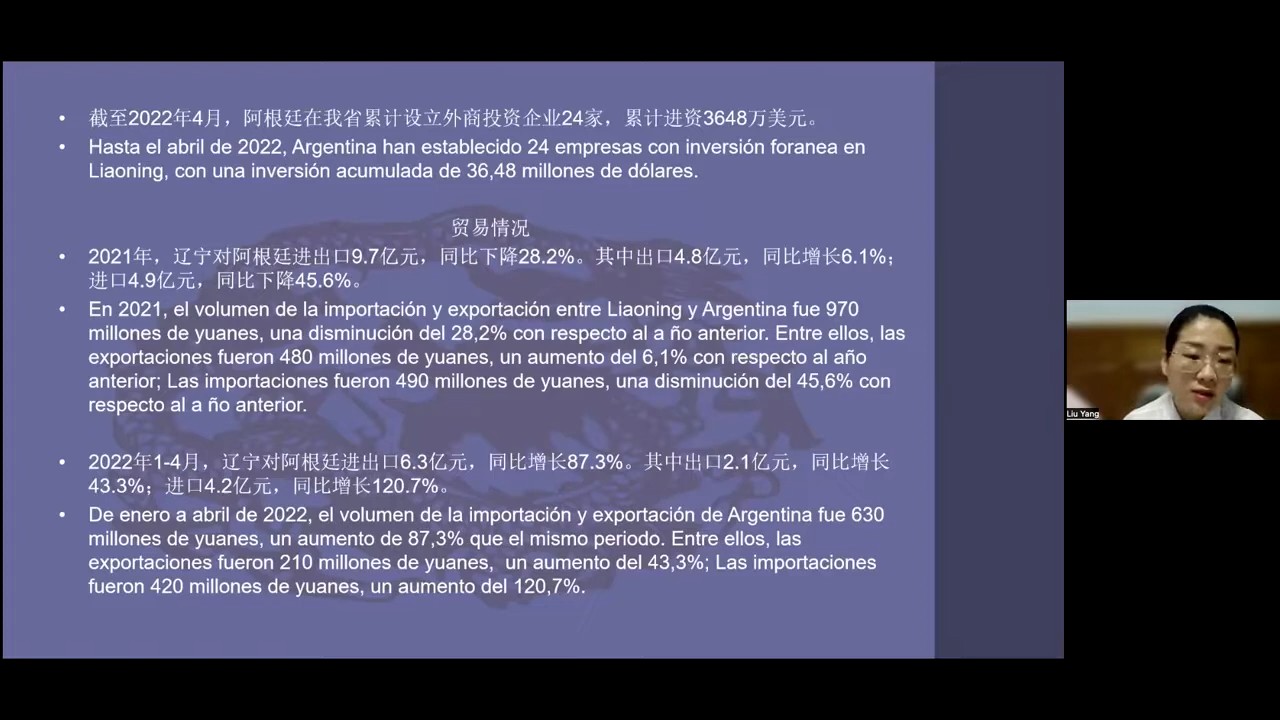 • 截至2022年4月，阿根廷在我省累计设立外商投资企业24家，累计进资3648万美元。
• Hasta el abril de 2022, Argentina han establecido 24 empresas con inversión foranea en
Liaoning, con una inversión acumulada de 36,48 millones de dólares.
贸易情况
• 2021年，辽宁对阿根廷进出口9.7亿元，同比下降28.2%。其中出口4.8亿元，同比增长6.1%；
进口4.9亿元，同比下降45.6%。
• En 2021, el volumen de la importación y exportación entre Liaoning y Argentina fue 970
millones de yuanes, una disminución del 28,2% con respecto al a ño anterior. Entre ellos, las
exportaciones fueron 480 millones de yuanes, un aumento del 6,1% con respecto al año
anterior; Las importaciones fueron 490 millones de yuanes, una disminución del 45,6% con
respecto al a ño anterior.
• 2022年1-4月，辽宁对阿根廷进出口6.3亿元，同比增长87.3%。其中出口2.1亿元，同比增长
43.3%；进口4.2亿元，同比增长120.7%。
• De enero a abril de 2022, el volumen de la importación y exportación de Argentina fue 630
millones de yuanes, un aumento de 87,3% que el mismo periodo. Entre ellos, las
exportaciones fueron 210 millones de yuanes,  un aumento del 43,3%; Las importaciones
fueron 420 millones de yuanes, un aumento del 120,7%.
Liu Yang